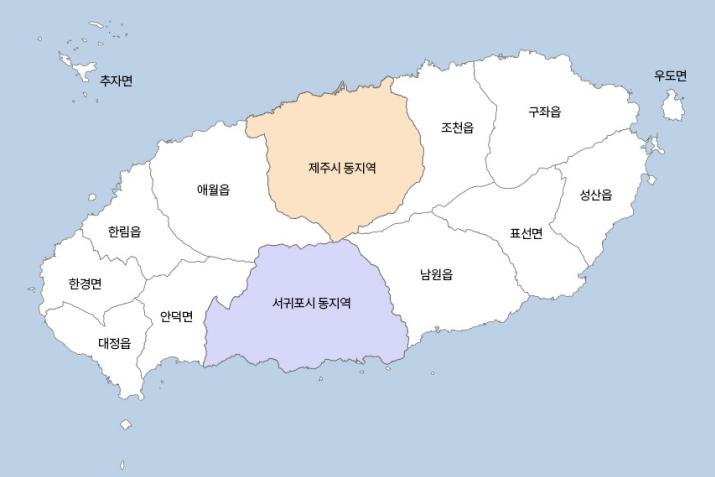 추자면
우도면
조천읍
구좌읍
제주시 동지역
애월읍
성산읍
한림읍
표선면
남원읍
한경면
서귀포시 동지역
안덕면
대정읍